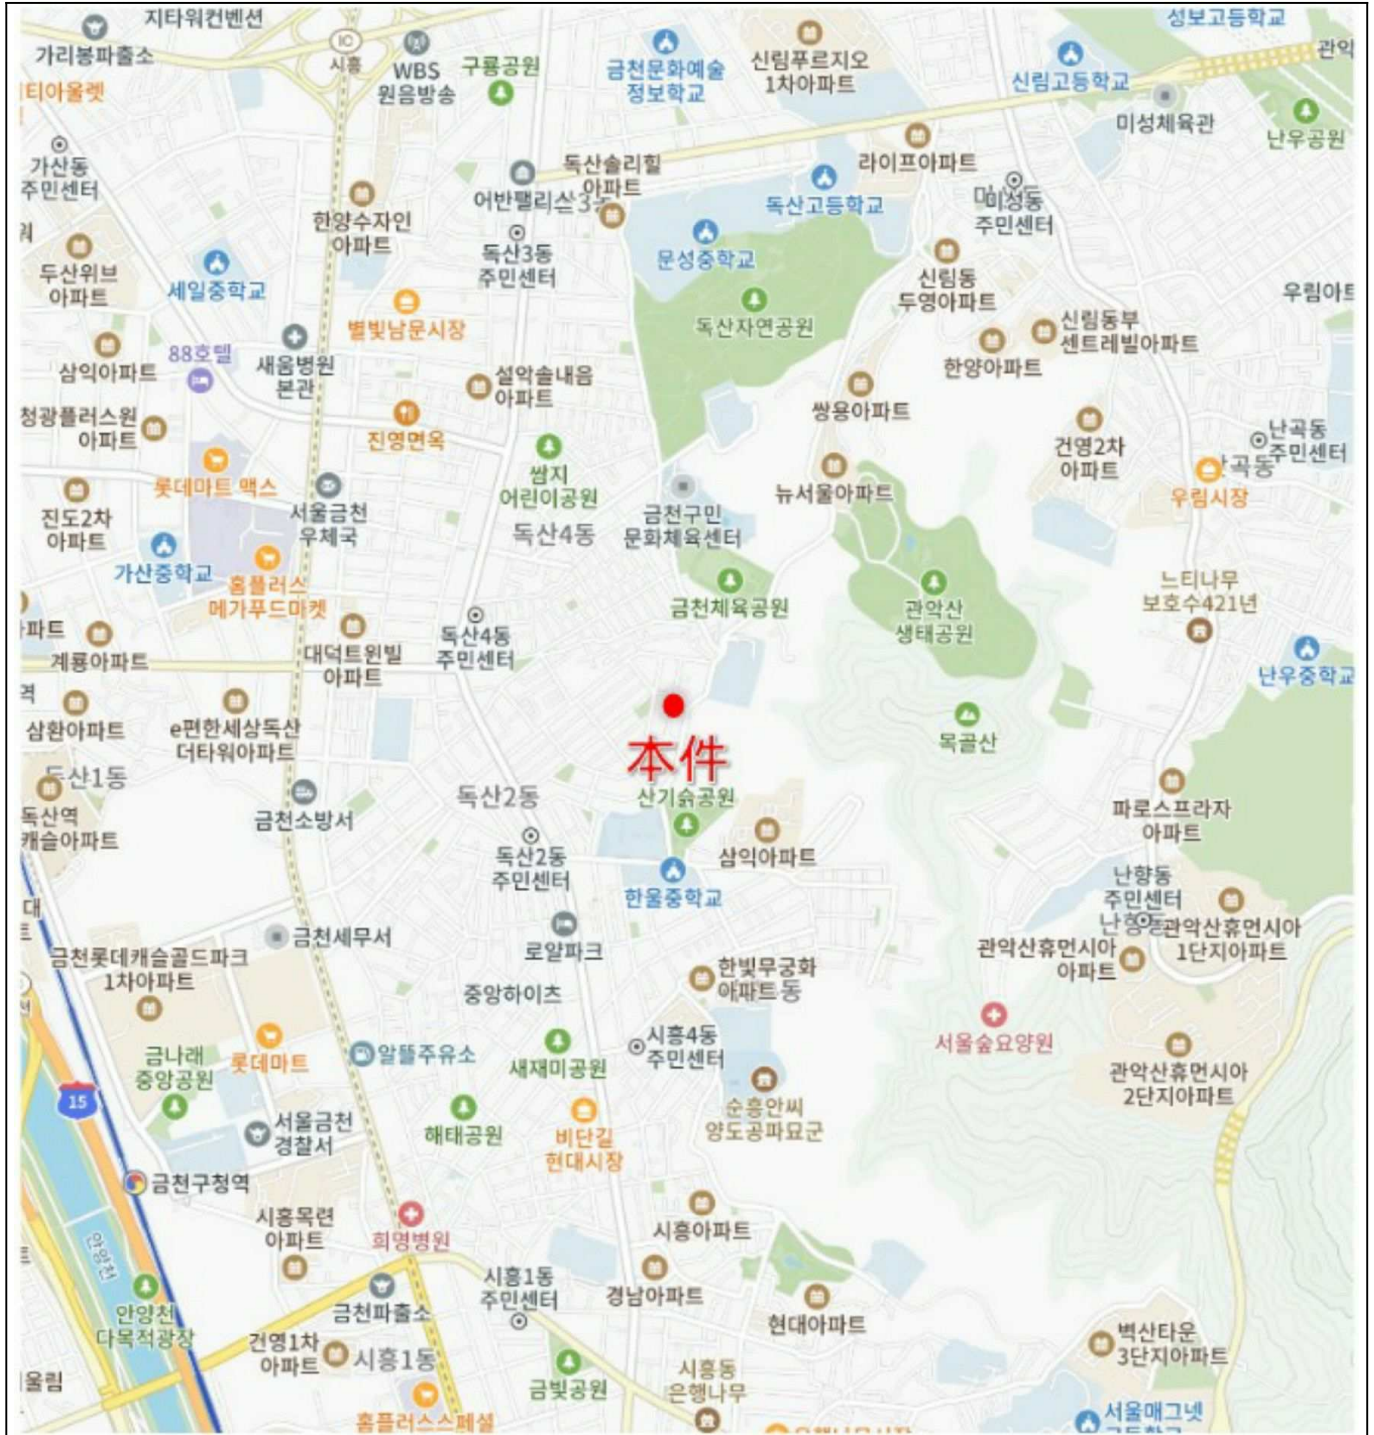 지타워컨벤션
성보고등학교
가리봉파출소
IC
시흥
WBS
원음방송
구룡공원
금천문화예술
정보학교
신림푸르지오
1차아파트
신림고등학교
관악
티아울렛
미성체육관
난우공원
가산동
주민센터
독산솔리힐
아파트
라이프아파트
어반팰리스
한양수자인
아파트
독산고등학교
미성동
주민센터
독산3동
주민센터
문성중학교
두산위브
아파트
세일중학교
신림동
두영아파트
우림아트
별빛남문시장
독산자연공원
신림동부
센트레빌아파트
삼익아파트
88호텔
새움병원
본관
설악솔내음
아파트
한양아파트
청광플러스원
아파트
진영면옥
쌍용아파트
건영2차
아파트
난곡동
주민센터
롯데마트 맥스
쌈지
어린이공원
뉴서울아파트
우림시장
진도2차
아파트
서울금천
우체국
독산4동
금천구민
문화체육센터
가산중학교
홈플러스
메가푸드마켓
금천체육공원
관악산
생태공원
느티나무
보호수421년
파트
계룡아파트
대덕트윈빌
아파트
독산4동
주민센터
난우중학교
역
삼환아파트
e편한세상독산
더타워아파트
목골산
本件
독산1동
독산역
캐슬아파트
금천소방서
독산2동
산기슭공원
파로스프라자
아파트
독산2동
주민센터
삼익아파트
한울중학교
난향동
주민센터
난향동
대
금천세무서
로얄파크
관악산휴먼시아
1단지아파트
관악산휴먼시아
아파트
금천롯데캐슬골드파크
1차아파트
중앙하이츠
한빛무궁화
아파트
동
금나래
중앙공원
롯데마트
알뜰주유소
새재미공원
시흥4동
주민센터
서울숲요양원
관악산휴먼시아
2단지아파트
15
서울금천
경찰서
해태공원
비단길
현대시장
순흥안씨
양도공파묘군
금천구청역
시흥목련
아파트
희명병원
시흥아파트
안양천
시흥1동
주민센터
경남아파트
안양천
다목적광장
금천파출소
현대아파트
건영1차
아파트
시흥1동
벽산타운
3단지아파트
울림
금빛공원
시흥동
은행나무
홈플러스스페셜
서울매그넷